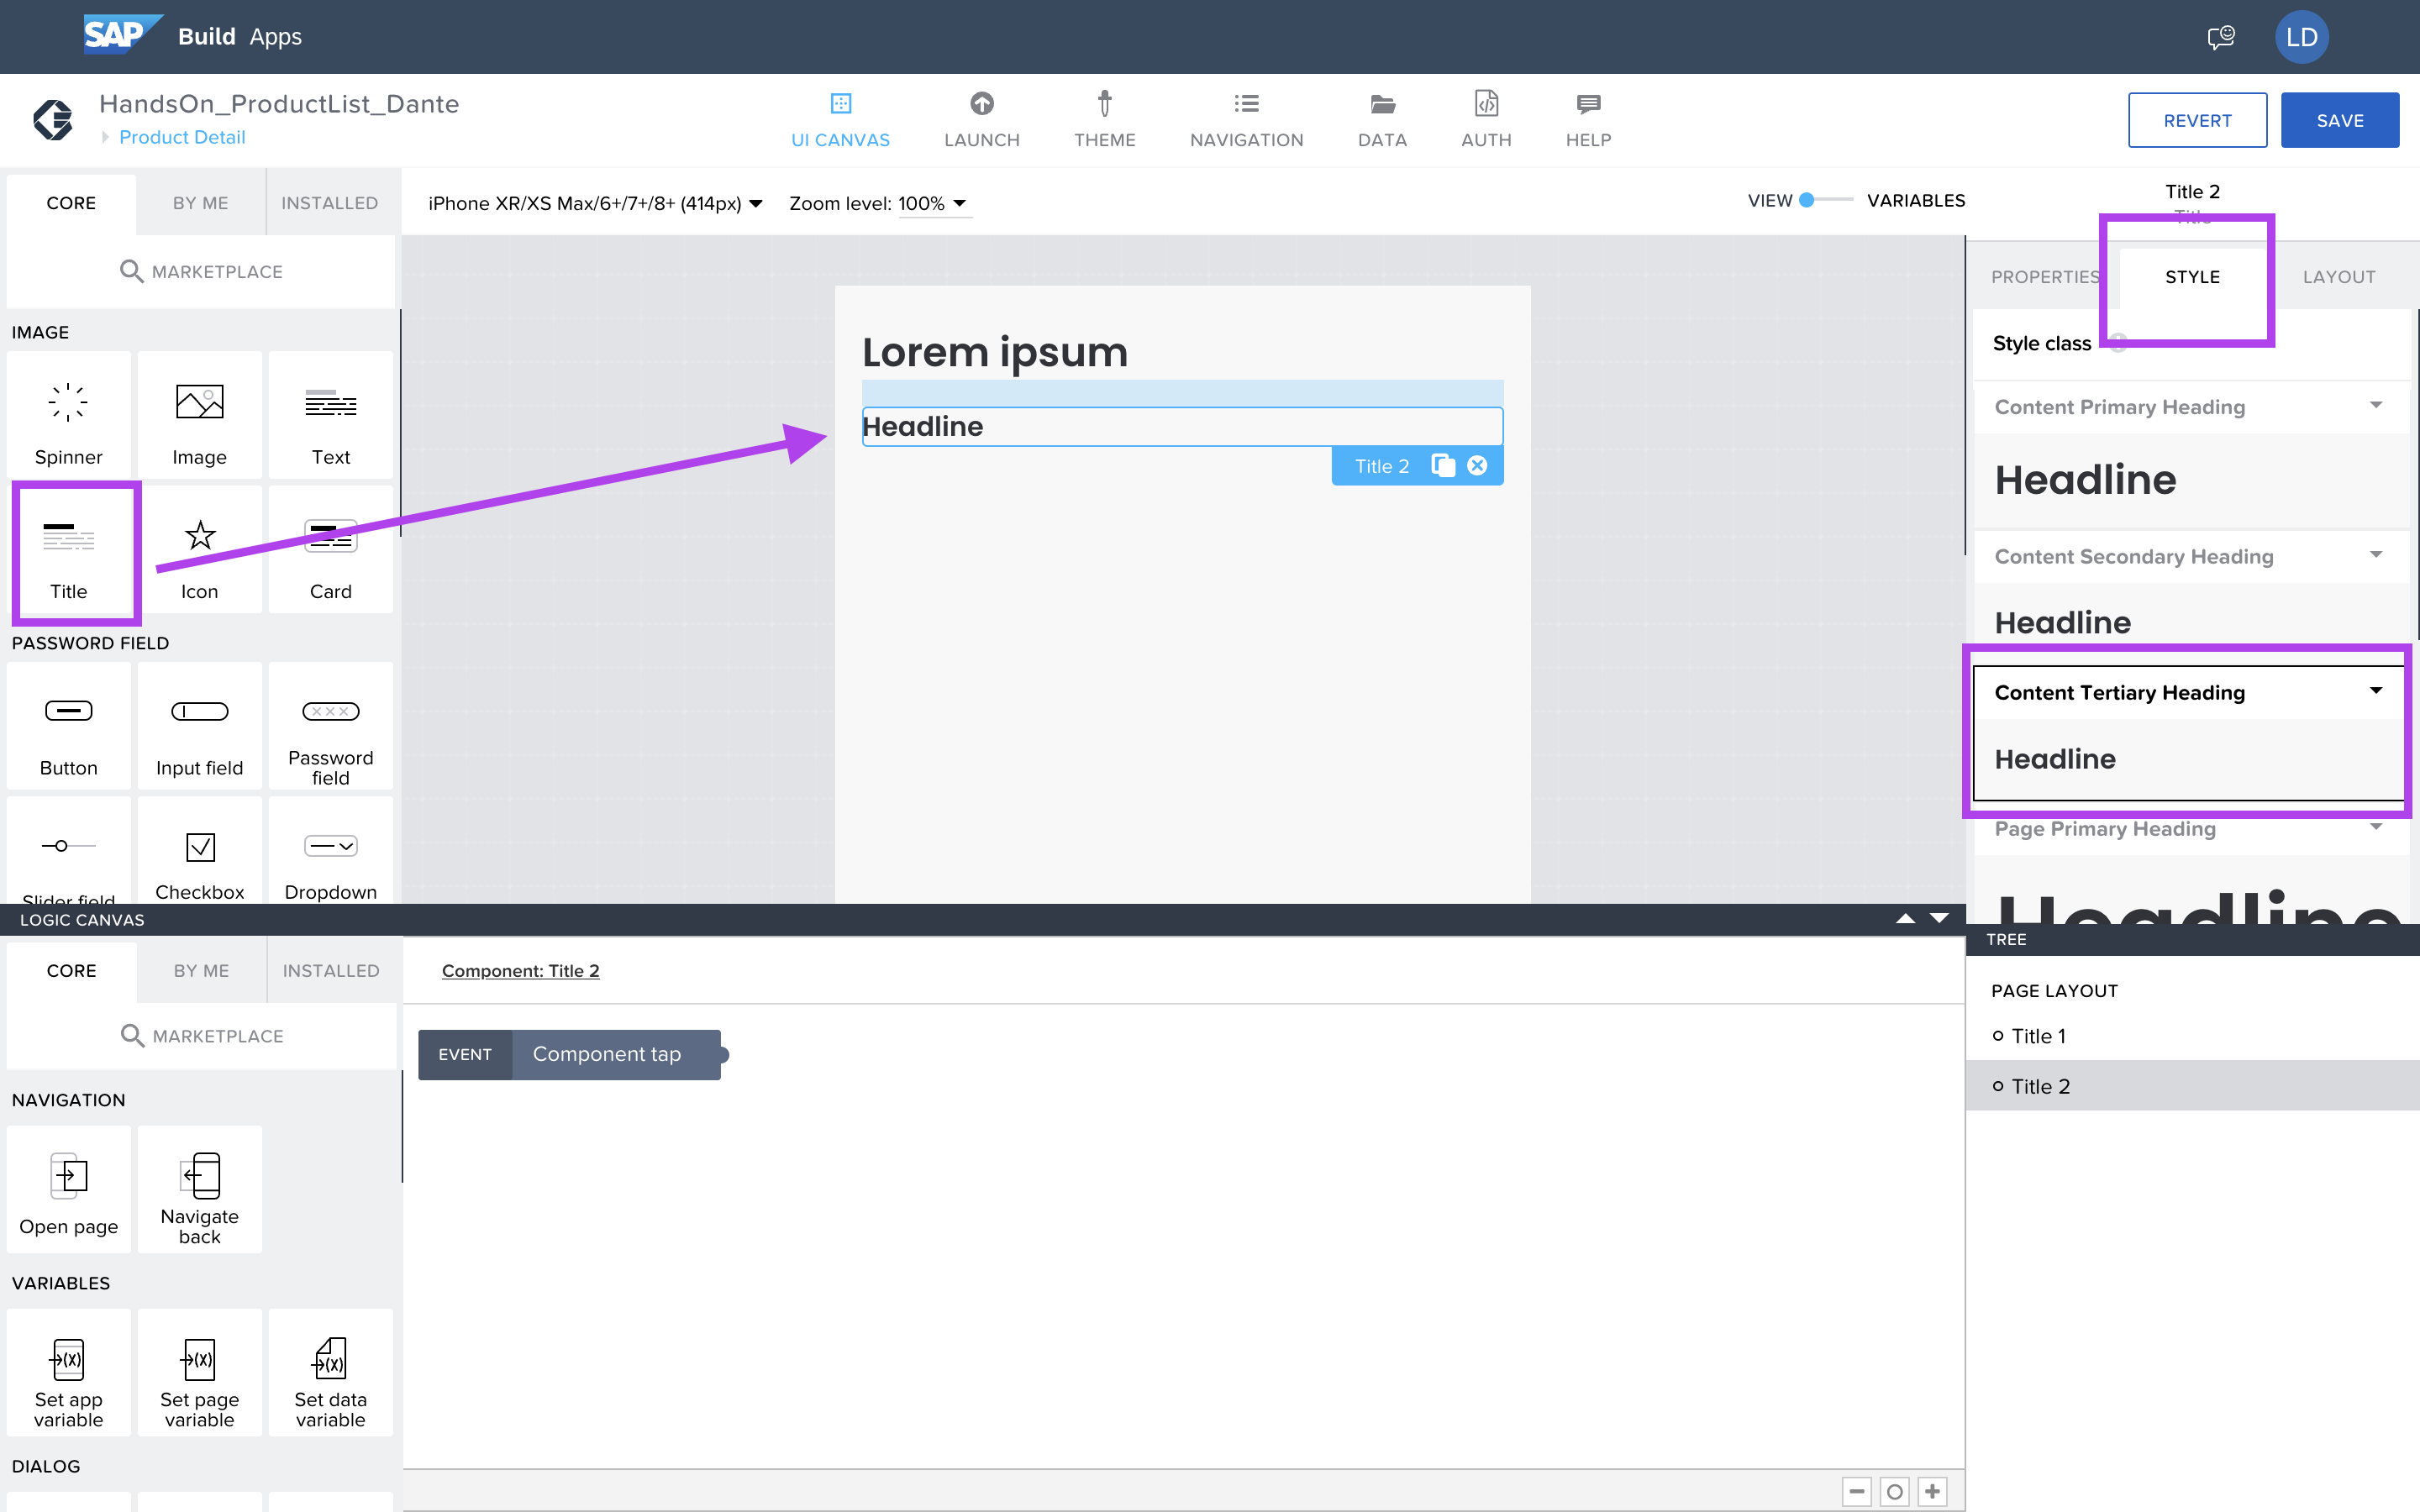 SAP Build Apps
LD
HandsOn_ProductList_Dante
Product Detail
UI CANVAS
LAUNCH
THEME
NAVIGATION
DATA
AUTH
HELP
REVERT
SAVE
CORE
BY ME
INSTALLED
MARKETPLACE
iPhone XR/XS Max/6+/7+/8+ (414px)
Zoom level: 100%
VIEW
VARIABLES
Title 2
Title
PROPERTIES
STYLE
LAYOUT
IMAGE
Spinner
Image
Text
Title
Icon
Card
PASSWORD FIELD
Button
Input field
Password
field
Slider field
Checkbox
Dropdown
Lorem ipsum
Headline
Title 2
Style class
Content Primary Heading
Headline
Content Secondary Heading
Headline
Content Tertiary Heading
Headline
Page Primary Heading
Headline
LOGIC CANVAS
CORE
BY ME
INSTALLED
MARKETPLACE
NAVIGATION
Open page
Navigate
back
VARIABLES
(x)
(x)
(x)
Set app
variable
Set page
variable
Set data
variable
DIALOG
Component: Title 2
EVENT
Component tap
TREE
PAGE LAYOUT
Title 1
Title 2